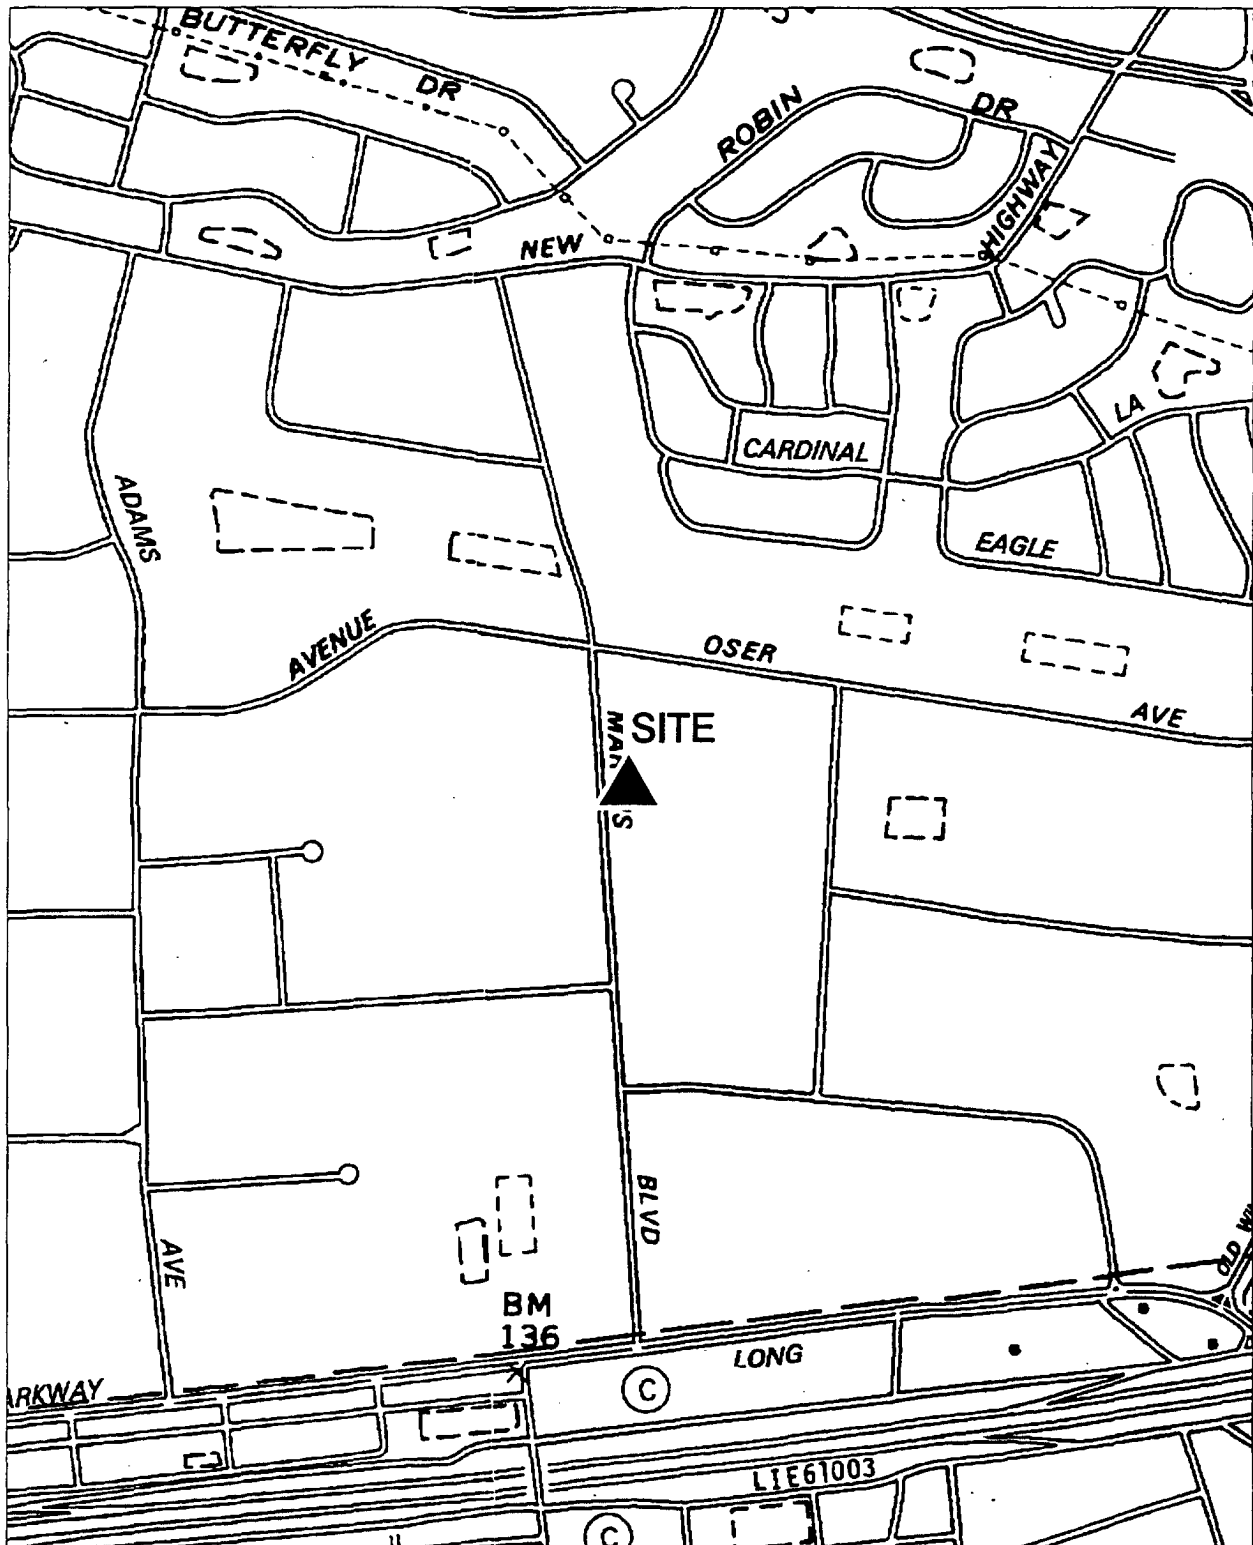 BUTTERFLY DR
ROBIN DR
HIGHWAY
NEW
LA
CARDINAL
ADAMS
EAGLE
AVENUE
OSER
AVE
SITE
BLVD
AVE
OLD
BM
136
LONG
C
ARKWAY
LIE61003
C